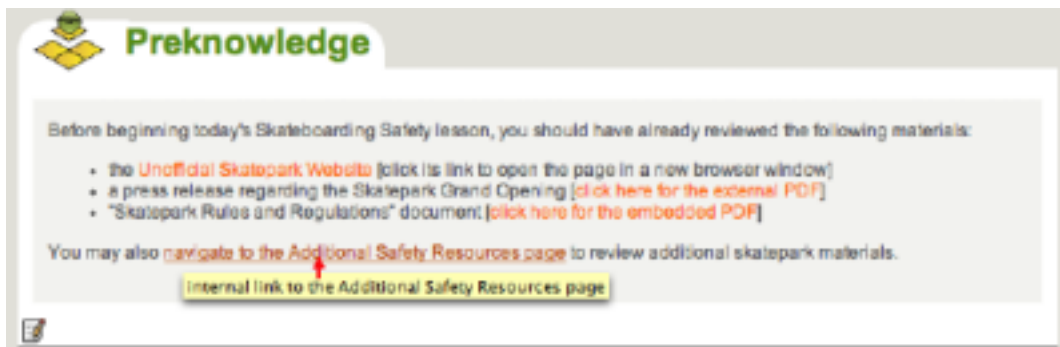 Preknowledge
Before beginning today's Skateboarding Safety lesson, you should have already reviewed the following materials:
• the Unofficial Skatepark Website [click its link to open the page in a new browser window]
• a press release regarding the Skatepark Grand Opening [click here for the external PDF]
• "Skatepark Rules and Regulations" document [click here for the embedded PDF]
You may also navigate to the Additional Safety Resources page to review additional skatepark materials.
internal link to the Additional Safety Resources page